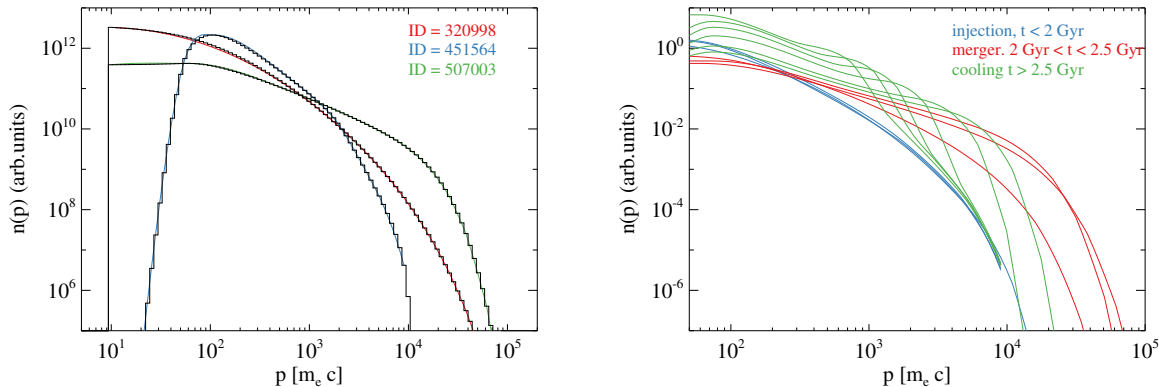 ID = 320998
ID = 451564
ID = 507003
n(p) (arb.units)
10^12
10^10
10^8
10^6
10^1 10^2 10^3 10^4 10^5
p [m_e c]
injection, t < 2 Gyr
merger. 2 Gyr < t < 2.5 Gyr
cooling t > 2.5 Gyr
n(p) (arb.units)
10^0
10^-2
10^-4
10^-6
10^2 10^3 10^4 10^5
p [m_e c]